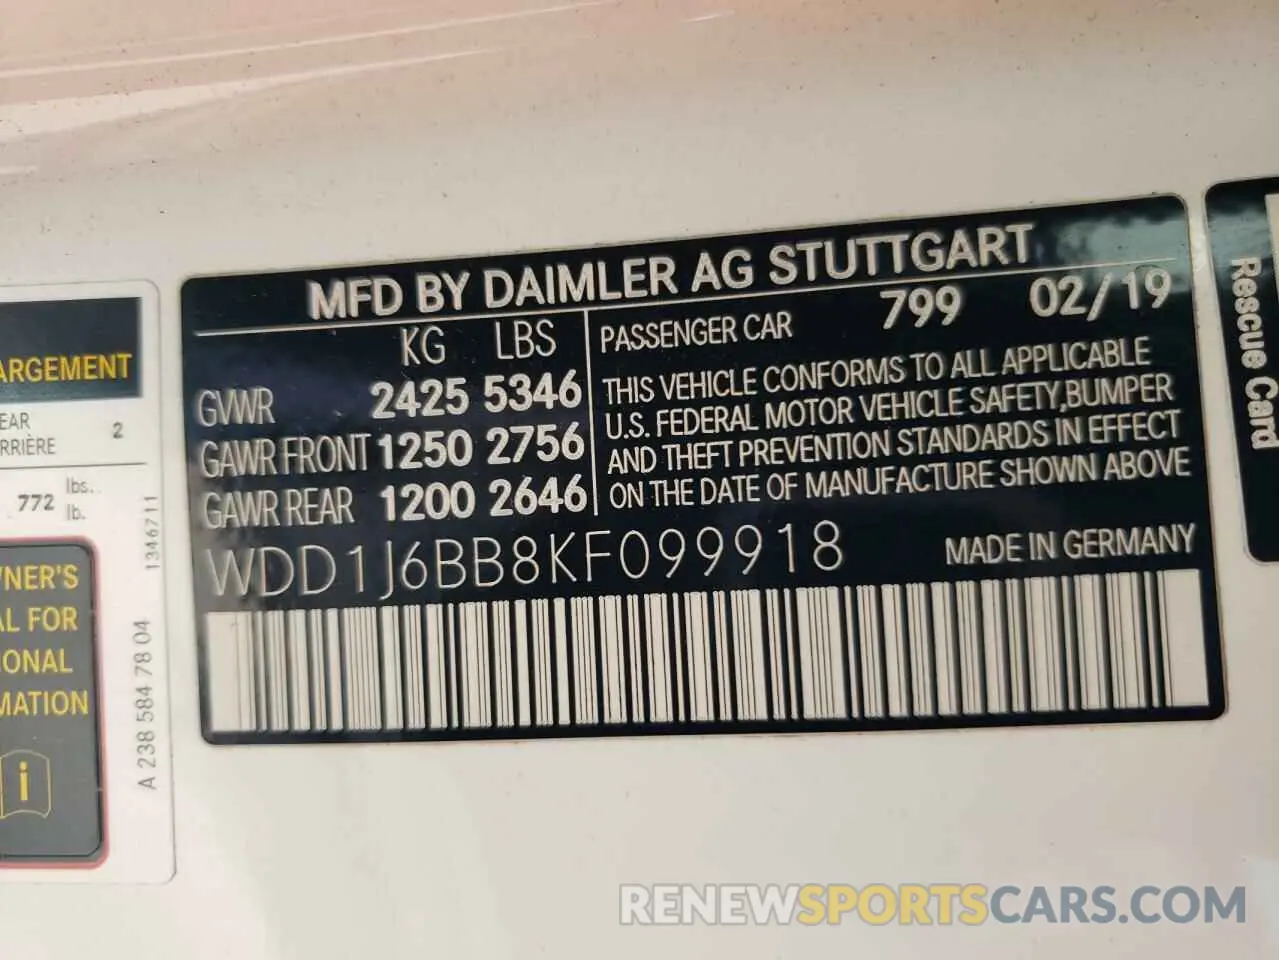 MFD BY DAIMLER AG STUTTGART
KG LBS
GVWR 2425 5346
GAWR FRONT 1250 2756
GAWR REAR 1200 2646
PASSENGER CAR 799 02/19
THIS VEHICLE CONFORMS TO ALL APPLICABLE
U.S. FEDERAL MOTOR VEHICLE SAFETY,BUMPER
AND THEFT PREVENTION STANDARDS IN EFFECT
ON THE DATE OF MANUFACTURE SHOWN ABOVE
WDD1J6BB8KF099918 MADE IN GERMANY
ARGEMENT
EAR
RRIÈRE 2
772 lbs.
lb.
NER'S
AL FOR
ONAL
MATION
i
1346711
A 238 584 78 04
Rescue Card
RENEWSPORTSCARS.COM